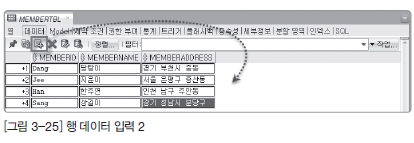 MEMBERTBL
열 데이터 Model 제약 조건 권한 부여 통계 트리거 플래시백 종속성 세부정보 분할 영역 인덱스 SQL
정렬.. 필터: 작업...
MEMBERID MEMBERNAME MEMBERADDRESS
+1 Dang 당탕이 경기 부천시 중동
+2 Jee 지운이 서울 은평구 증산동
+3 Han 한주연 인천 남구 주안동
+4 Sang 상길이 경기 성남시 분당구
[그림 3-25] 행 데이터 입력 2